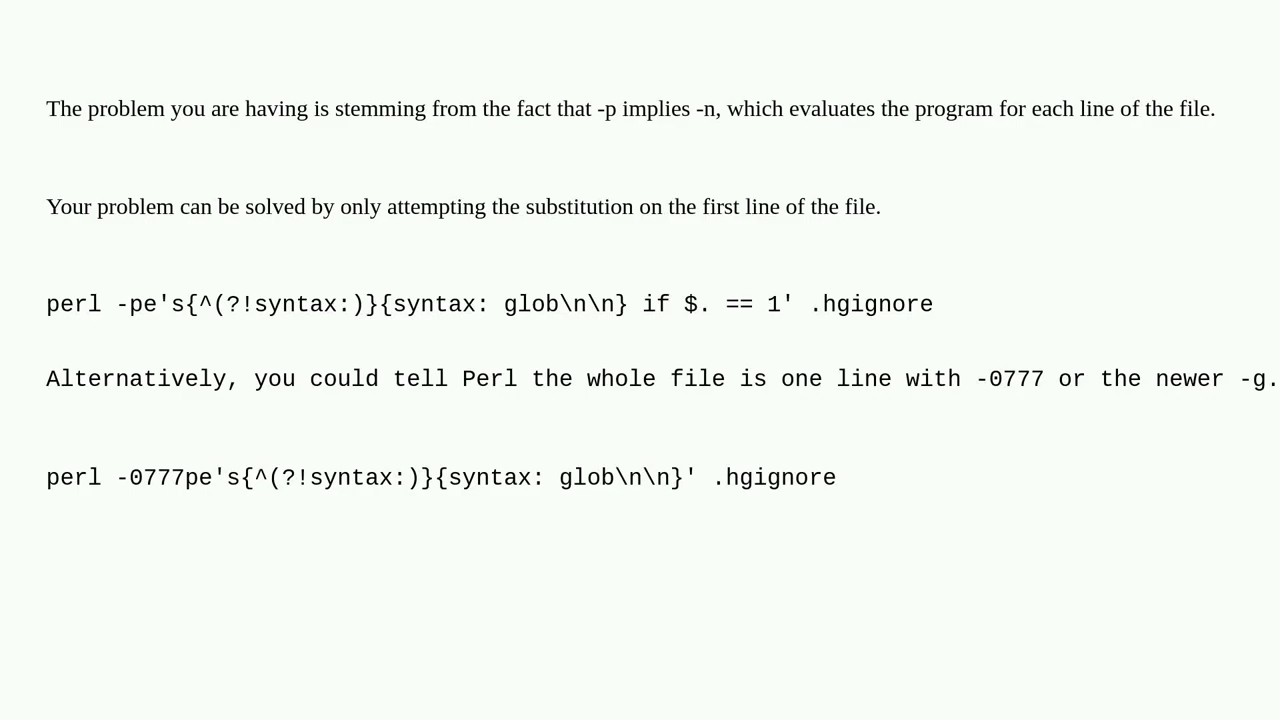 The problem you are having is stemming from the fact that -p implies -n, which evaluates the program for each line of the file.
Your problem can be solved by only attempting the substitution on the first line of the file.
perl -pe's{^(?!syntax:)}{syntax: glob\n\n} if $. == 1' .hgignore
Alternatively, you could tell Perl the whole file is one line with -0777 or the newer -g.
perl -0777pe's{^(?!syntax:)}{syntax: glob\n\n}' .hgignore